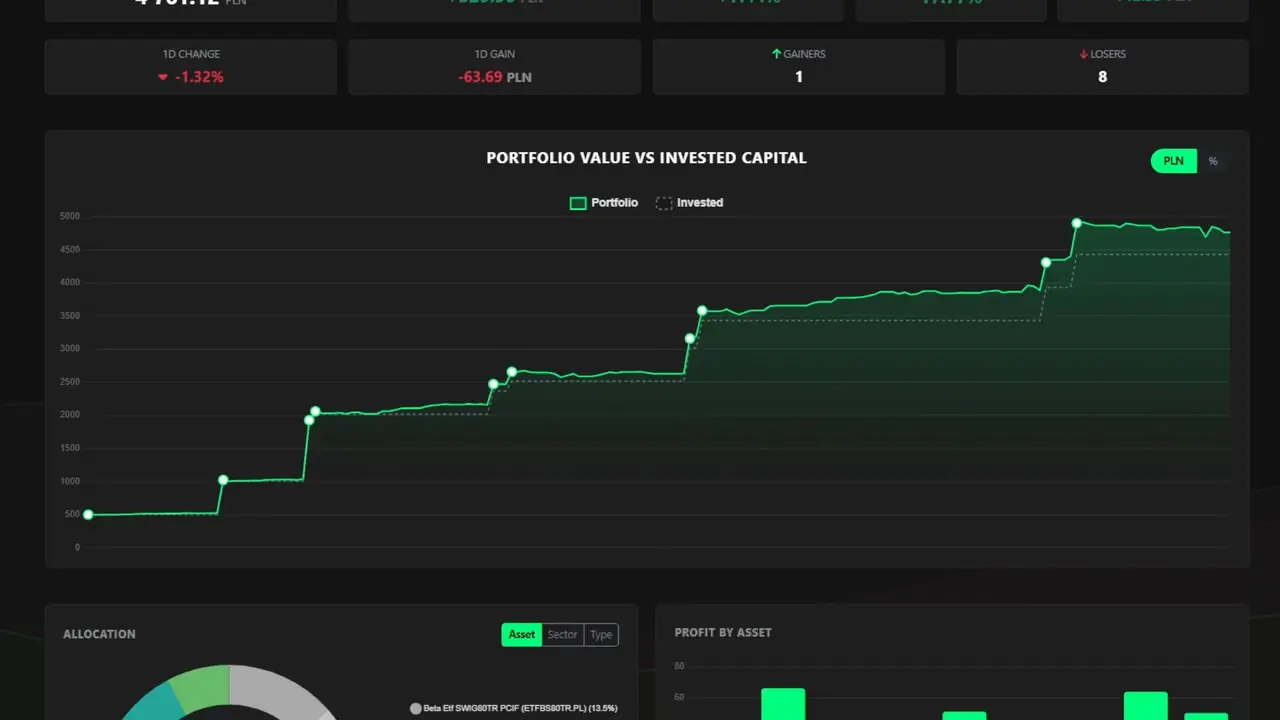 PLN
1D CHANGE
-1.32%
1D GAIN
-63.69 PLN
GAINERS
1
LOSERS
8
PORTFOLIO VALUE VS INVESTED CAPITAL
PLN %
Portfolio Invested
5000
4500
4000
3500
3000
2500
2000
1500
1000
500
0
ALLOCATION
Asset Sector Type
Beta Etf SWIG80TR PCIF (ETFBS80TR.PL) (13.5%)
PROFIT BY ASSET
80
60